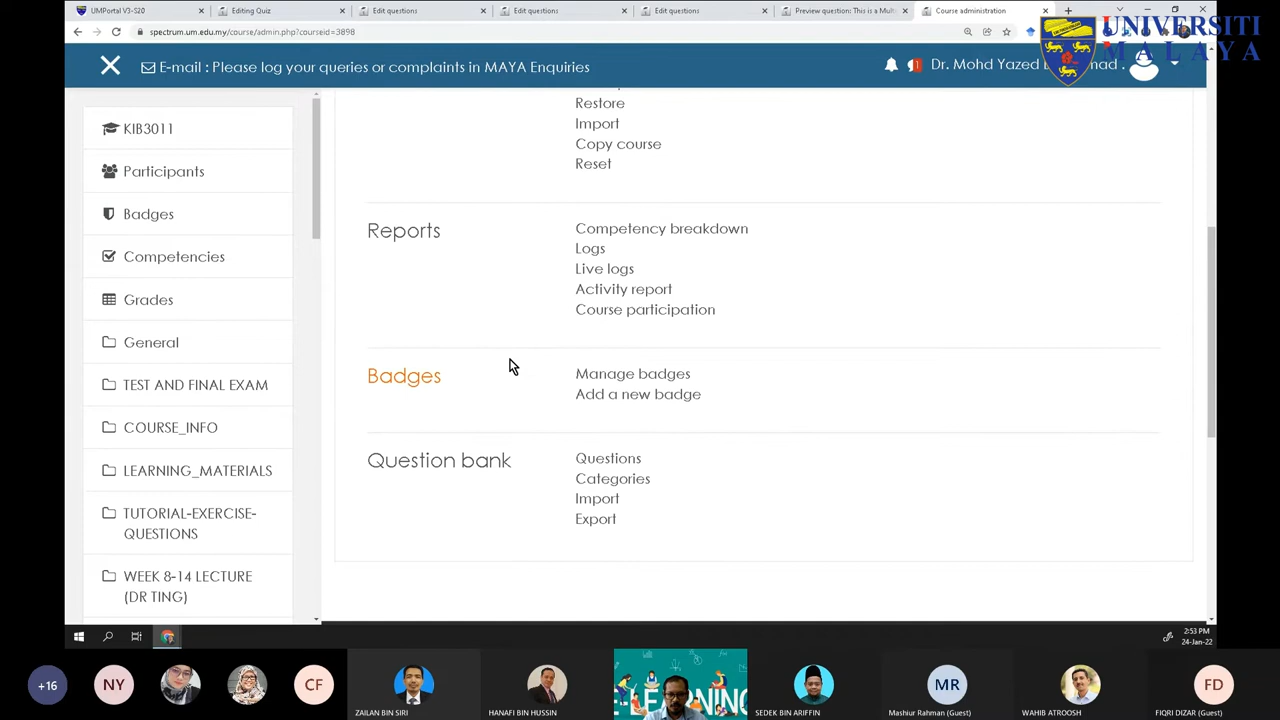 UMPortal V3-S20
Editing Quiz
Edit questions
Edit questions
Edit questions
Preview question: This is a Mult
Course administration
spectrum.um.edu.my/course/admin.php?courseid=3898
UNIVERSITI
MALAYA
E-mail : Please log your queries or complaints in MAYA Enquiries
Dr. Mohd Yazed
KIB3011
Participants
Badges
Competencies
Grades
General
TEST AND FINAL EXAM
COURSE_INFO
LEARNING_MATERIALS
TUTORIAL-EXERCISE-
QUESTIONS
WEEK 8-14 LECTURE
(DR TING)
Restore
Import
Copy course
Reset
Reports
Competency breakdown
Logs
Live logs
Activity report
Course participation
Badges
Manage badges
Add a new badge
Question bank
Questions
Categories
Import
Export
2:53 PM
24-Jan-22
+16
NY
CF
ZAILAN BIN SIRI
HANAFI BIN HUSSIN
SEDEK BIN ARIFFIN
MR
Mashiur Rahman (Guest)
WAHIB ATROOSH
FD
FIQRI DIZAR (Guest)